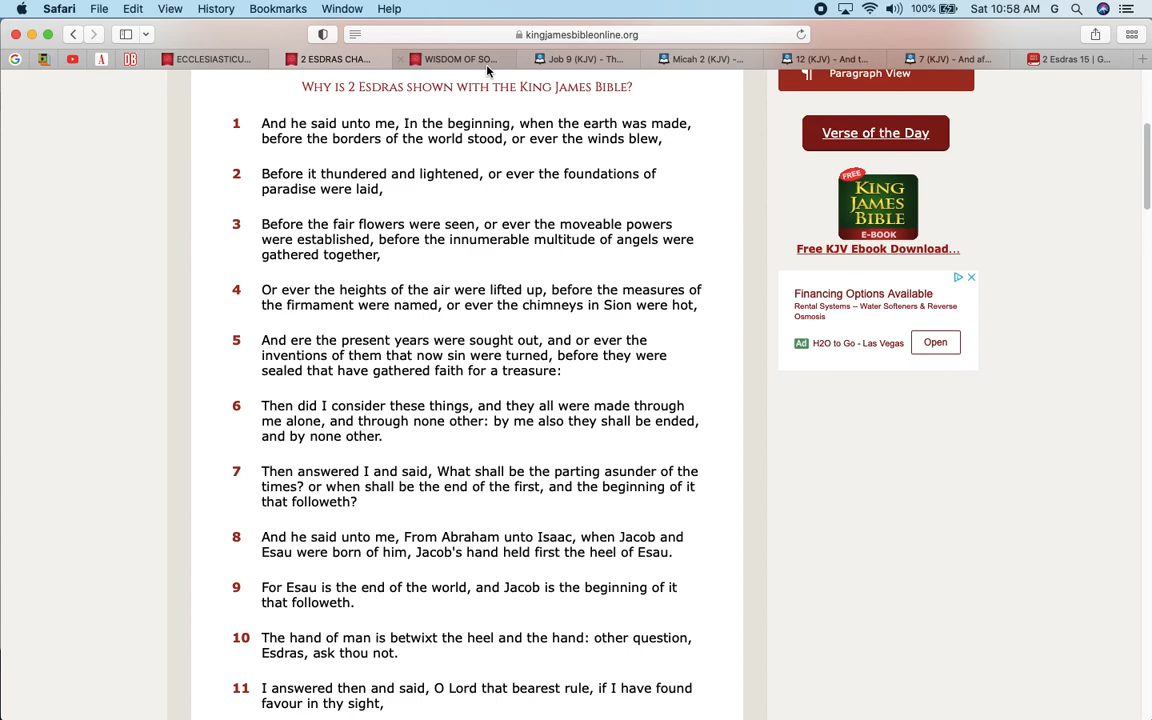 Safari File Edit View History Bookmarks Window Help 100% Sat 10:58 AM G
kingjamesbibleonline.org
G A DB ECCLESIASTICU... 2 ESDRAS CHA... WISDOM OF SO... Job 9 (KJV) - Th... Micah 2 (KJV) -... 12 (KJV) - And t... 7 (KJV) - And af... 2 Esdras 15 | G...
Why is 2 Esdras shown with the King James Bible?
1 And he said unto me, In the beginning, when the earth was made,
before the borders of the world stood, or ever the winds blew,
2 Before it thundered and lightened, or ever the foundations of
paradise were laid,
3 Before the fair flowers were seen, or ever the moveable powers
were established, before the innumerable multitude of angels were
gathered together,
4 Or ever the heights of the air were lifted up, before the measures of
the firmament were named, or ever the chimneys in Sion were hot,
5 And ere the present years were sought out, and or ever the
inventions of them that now sin were turned, before they were
sealed that have gathered faith for a treasure:
6 Then did I consider these things, and they all were made through
me alone, and through none other: by me also they shall be ended,
and by none other.
7 Then answered I and said, What shall be the parting asunder of the
times? or when shall be the end of the first, and the beginning of it
that followeth?
8 And he said unto me, From Abraham unto Isaac, when Jacob and
Esau were born of him, Jacob's hand held first the heel of Esau.
9 For Esau is the end of the world, and Jacob is the beginning of it
that followeth.
10 The hand of man is betwixt the heel and the hand: other question,
Esdras, ask thou not.
11 I answered then and said, O Lord that bearest rule, if I have found
favour in thy sight,
¶ Paragraph View
Verse of the Day
FREE
KING
JAMES
BIBLE
E-BOOK
Free KJV Ebook Download...
Financing Options Available
Rental Systems -- Water Softeners & Reverse
Osmosis
Ad H2O to Go - Las Vegas Open